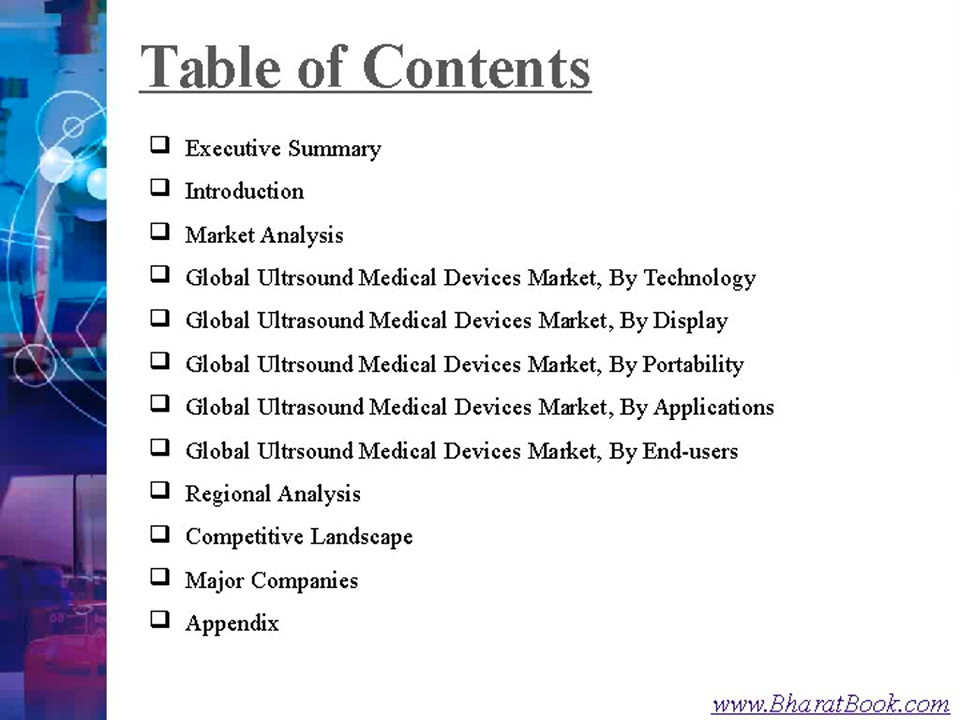 Table of Contents
Executive Summary
Introduction
Market Analysis
Global Ultrsound Medical Devices Market, By Technology
Global Ultrasound Medical Devices Market, By Display
Global Ultrsound Medical Devices Market, By Portability
Global Ultrasound Medical Devices Market, By Applications
Global Ultrsound Medical Devices Market, By End-users
Regional Analysis
Competitive Landscape
Major Companies
Appendix
www.BharatBook.com